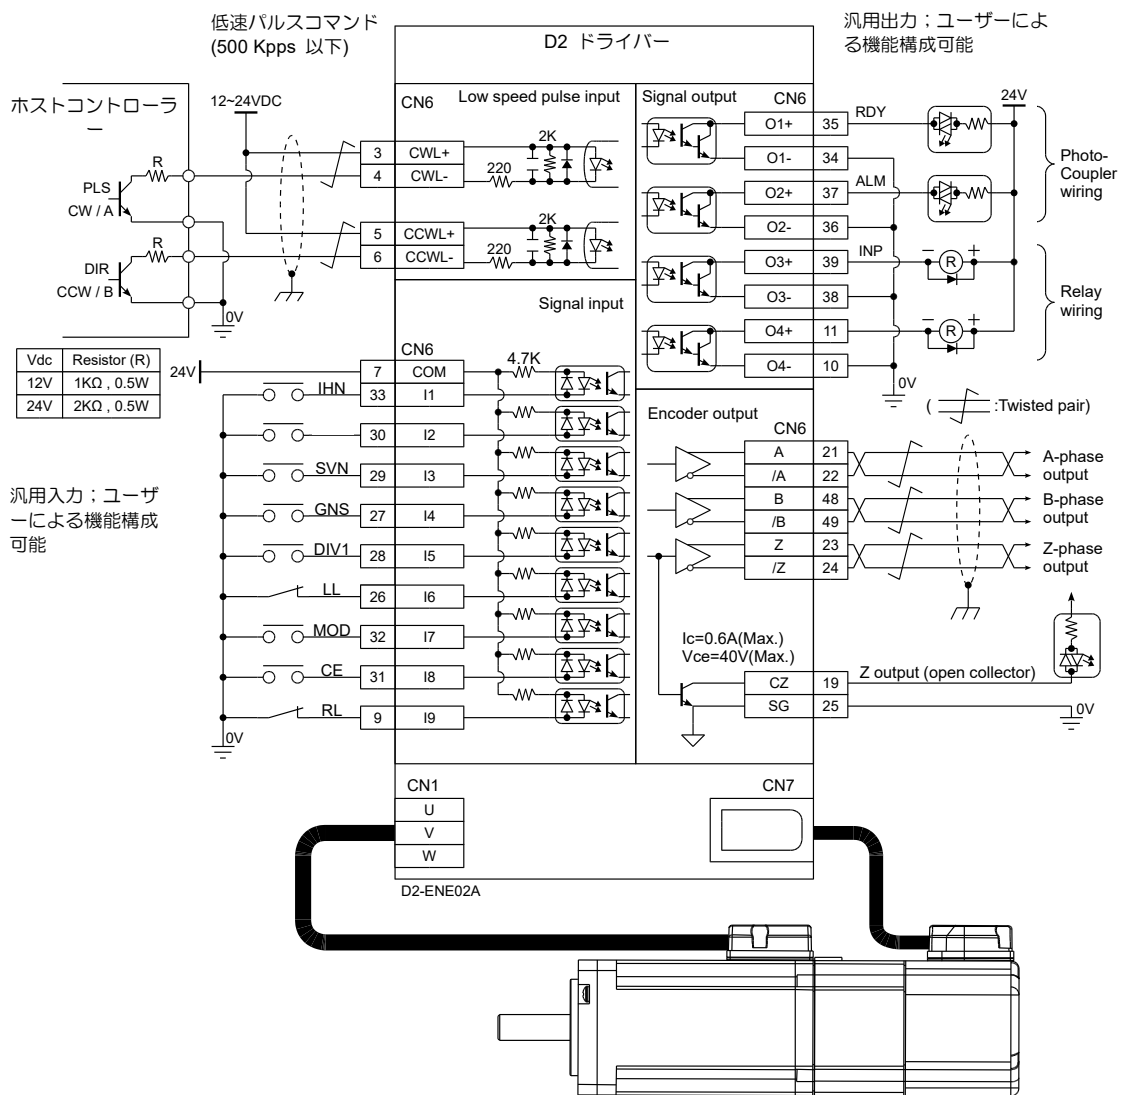 低速パルスコマンド
(500 Kpps 以下)
D2 ドライバー
汎用出力；ユーザーによ
る機能構成可能
ホストコントローラ
ー
12~24VDC
R
PLS
CW / A
R
DIR
CCW / B
0V
CN6
Low speed pulse input
3 CWL+
4 CWL-
220
2K
5 CCWL+
6 CCWL-
220
2K
Vdc Resistor (R)
12V 1KΩ , 0.5W
24V 2KΩ , 0.5W
汎用入力；ユーザ
ーによる機能構成
可能
Signal input
CN6
4.7K
24V 7 COM
IHN 33 I1
30 I2
SVN 29 I3
GNS 27 I4
DIV1 28 I5
LL 26 I6
MOD 32 I7
CE 31 I8
RL 9 I9
0V
Signal output
CN6
24V
O1+ 35 RDY
O1- 34
O2+ 37 ALM
O2- 36
O3+ 39 INP
O3- 38
O4+ 11
O4- 10
0V
Photo-
Coupler
wiring
− R +
− R +
Relay
wiring
( :Twisted pair)
Encoder output
CN6
A 21
/A 22
A-phase
output
B 48
/B 49
B-phase
output
Z 23
/Z 24
Z-phase
output
Ic=0.6A(Max.)
Vce=40V(Max.)
CZ 19 Z output (open collector)
SG 25
0V
CN1
U
V
W
CN7
D2-ENE02A